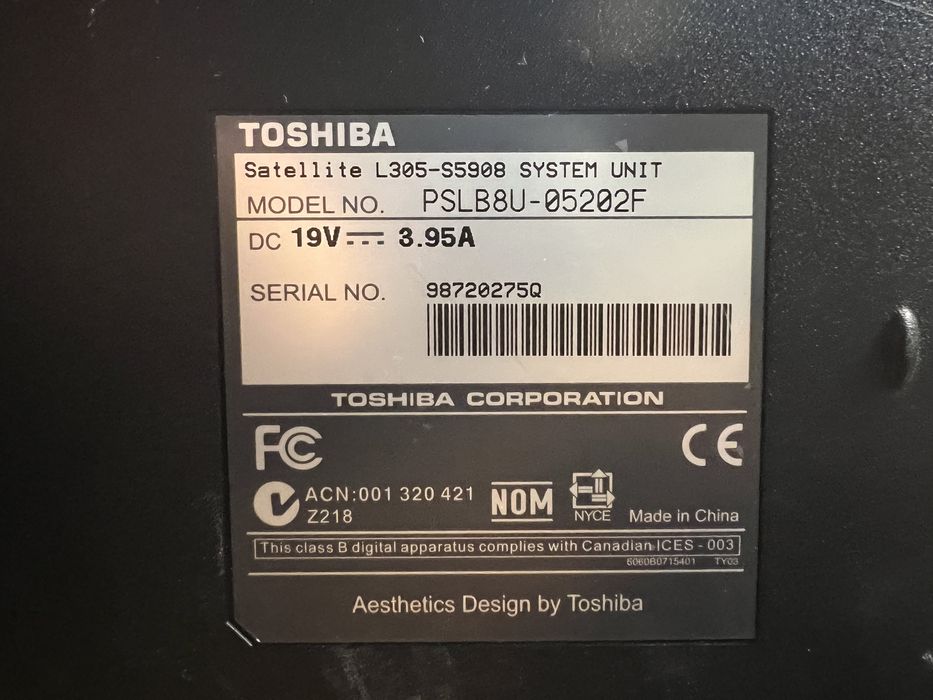 TOSHIBA
Satellite L305-S5908 SYSTEM UNIT
MODEL NO. PSLB8U-05202F
DC 19V 3.95A
SERIAL NO. 98720275Q
TOSHIBA CORPORATION
FC CE
ACN:001 320 421
Z218
NOM
NYCE
Made in China
This class B digital apparatus complies with Canadian ICES - 003
6060B0715401 TY03
Aesthetics Design by Toshiba